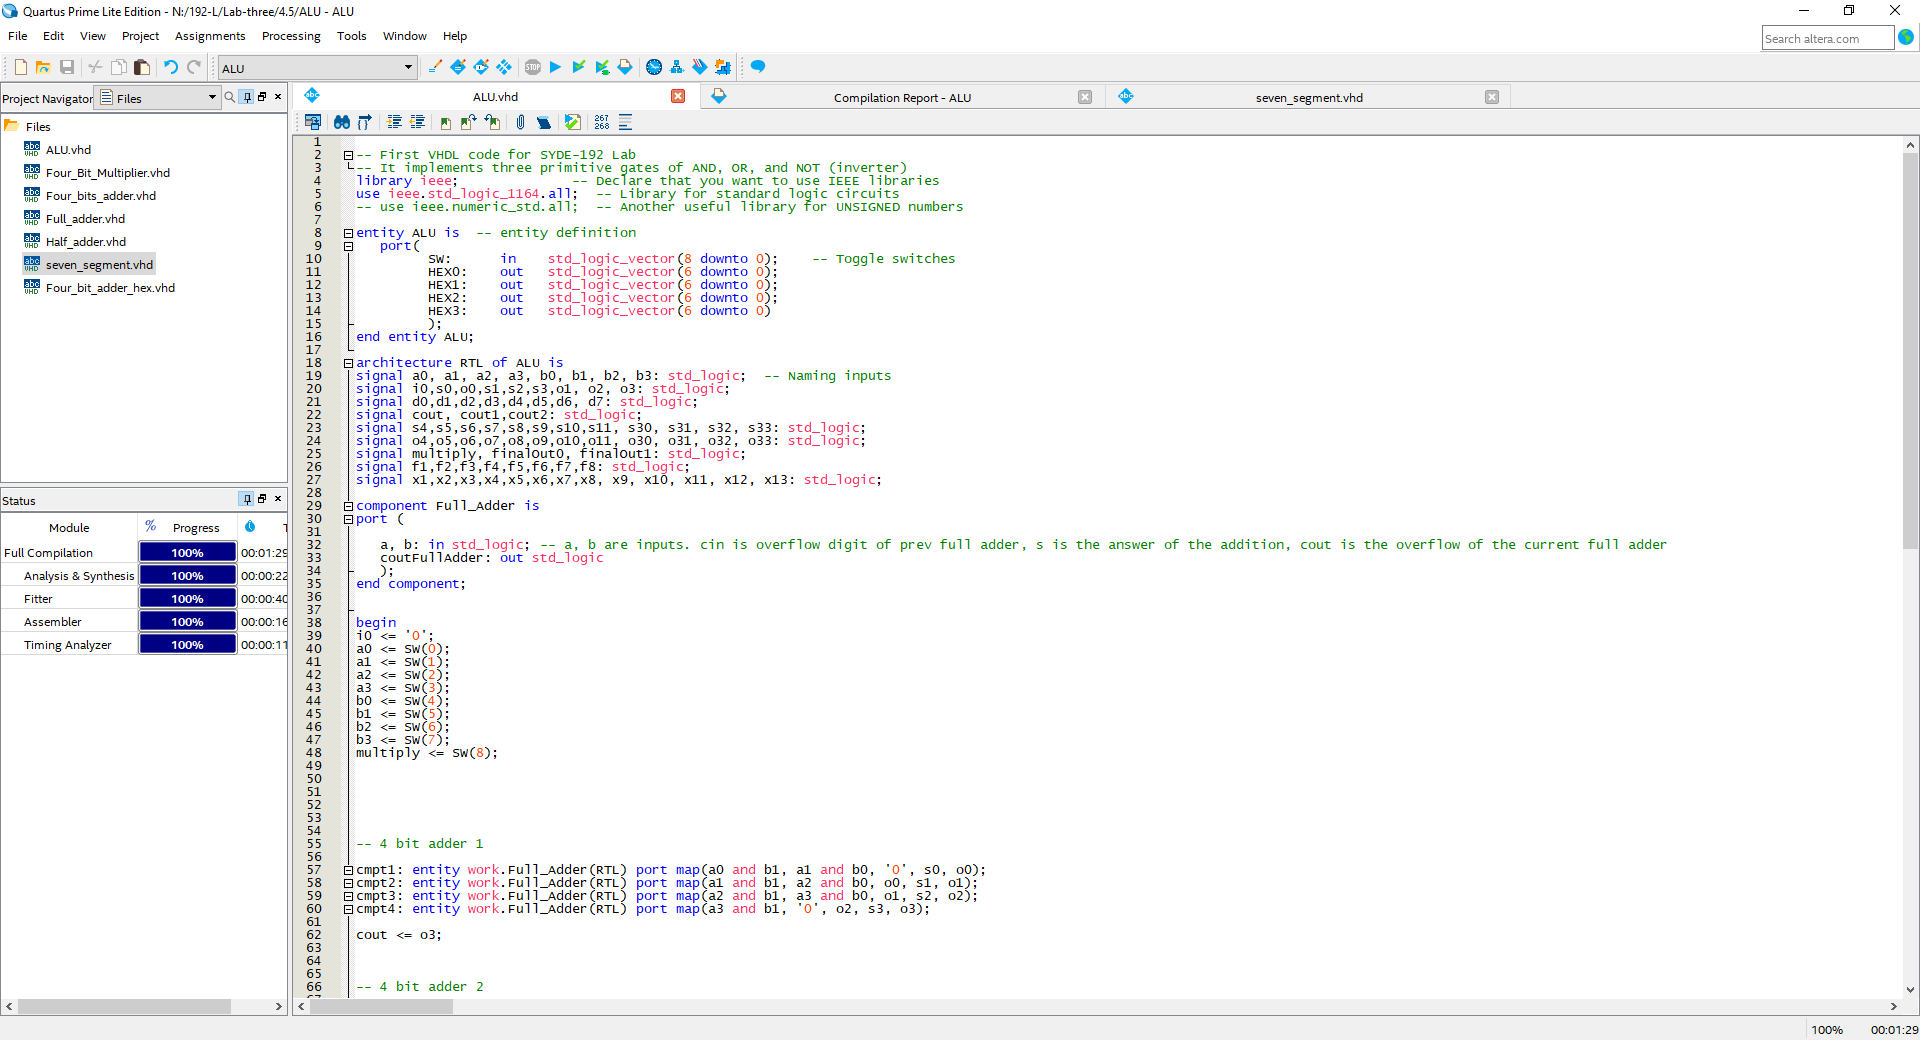 Quartus Prime Lite Edition - N:/192-L/Lab-three/4.5/ALU - ALU
File Edit View Project Assignments Processing Tools Window Help
Search altera.com
ALU
Project Navigator Files
Files
ALU.vhd
Four_Bit_Multiplier.vhd
Four_bits_adder.vhd
Full_adder.vhd
Half_adder.vhd
seven_segment.vhd
Four_bit_adder_hex.vhd
Status
Module % Progress T
Full Compilation 100% 00:01:29
Analysis & Synthesis 100% 00:00:22
Fitter 100% 00:00:40
Assembler 100% 00:00:16
Timing Analyzer 100% 00:00:11
ALU.vhd Compilation Report - ALU seven_segment.vhd
1
2 -- First VHDL code for SYDE-192 Lab
3 -- It implements three primitive gates of AND, OR, and NOT (inverter)
4 library ieee; -- Declare that you want to use IEEE libraries
5 use ieee.std_logic_1164.all; -- Library for standard logic circuits
6 -- use ieee.numeric_std.all; -- Another useful library for UNSIGNED numbers
7
8 entity ALU is -- entity definition
9 port(
10 SW: in std_logic_vector(8 downto 0); -- Toggle switches
11 HEX0: out std_logic_vector(6 downto 0);
12 HEX1: out std_logic_vector(6 downto 0);
13 HEX2: out std_logic_vector(6 downto 0);
14 HEX3: out std_logic_vector(6 downto 0)
15 );
16 end entity ALU;
17
18 architecture RTL of ALU is
19 signal a0, a1, a2, a3, b0, b1, b2, b3: std_logic; -- Naming inputs
20 signal i0,s0,o0,s1,s2,s3,o1, o2, o3: std_logic;
21 signal d0,d1,d2,d3,d4,d5,d6, d7: std_logic;
22 signal cout, cout1,cout2: std_logic;
23 signal s4,s5,s6,s7,s8,s9,s10,s11, s30, s31, s32, s33: std_logic;
24 signal o4,o5,o6,o7,o8,o9,o10,o11, o30, o31, o32, o33: std_logic;
25 signal multiply, finalOut0, finalOut1: std_logic;
26 signal f1,f2,f3,f4,f5,f6,f7,f8: std_logic;
27 signal x1,x2,x3,x4,x5,x6,x7,x8, x9, x10, x11, x12, x13: std_logic;
28
29 component Full_Adder is
30 port (
31
32 a, b: in std_logic; -- a, b are inputs. cin is overflow digit of prev full adder, s is the answer of the addition, cout is the overflow of the current full adder
33 coutFullAdder: out std_logic
34 );
35 end component;
36
37
38 begin
39 i0 <= '0';
40 a0 <= SW(0);
41 a1 <= SW(1);
42 a2 <= SW(2);
43 a3 <= SW(3);
44 b0 <= SW(4);
45 b1 <= SW(5);
46 b2 <= SW(6);
47 b3 <= SW(7);
48 multiply <= SW(8);
49
50
51
52
53
54
55 -- 4 bit adder 1
56
57 cmpt1: entity work.Full_Adder(RTL) port map(a0 and b1, a1 and b0, '0', s0, o0);
58 cmpt2: entity work.Full_Adder(RTL) port map(a1 and b1, a2 and b0, o0, s1, o1);
59 cmpt3: entity work.Full_Adder(RTL) port map(a2 and b1, a3 and b0, o1, s2, o2);
60 cmpt4: entity work.Full_Adder(RTL) port map(a3 and b1, '0', o2, s3, o3);
61
62 cout <= o3;
63
64
65
66 -- 4 bit adder 2
100% 00:01:29